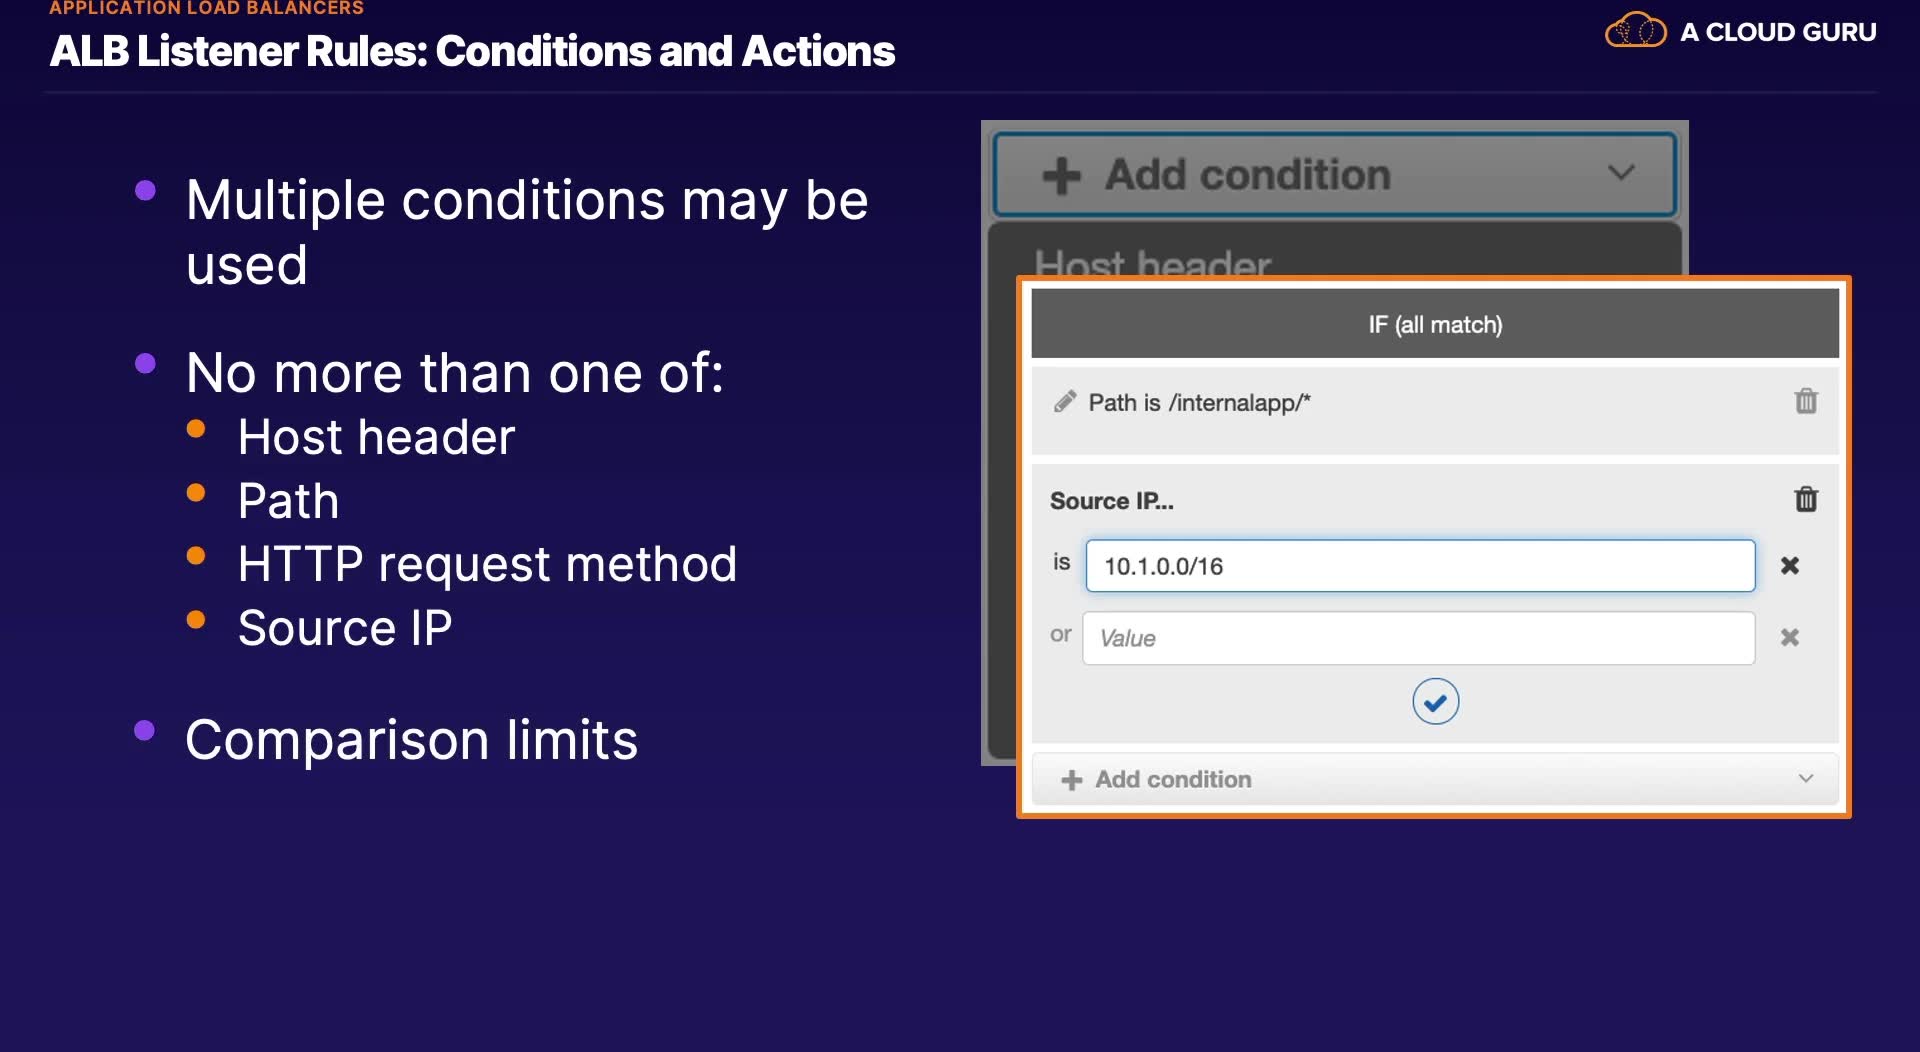 APPLICATION LOAD BALANCERS
ALB Listener Rules: Conditions and Actions
A CLOUD GURU
Multiple conditions may be
used
No more than one of:
Host header
Path
HTTP request method
Source IP
Comparison limits
Add condition
Host header
IF (all match)
Path is /internalapp/*
Source IP...
is 10.1.0.0/16
or Value
Add condition